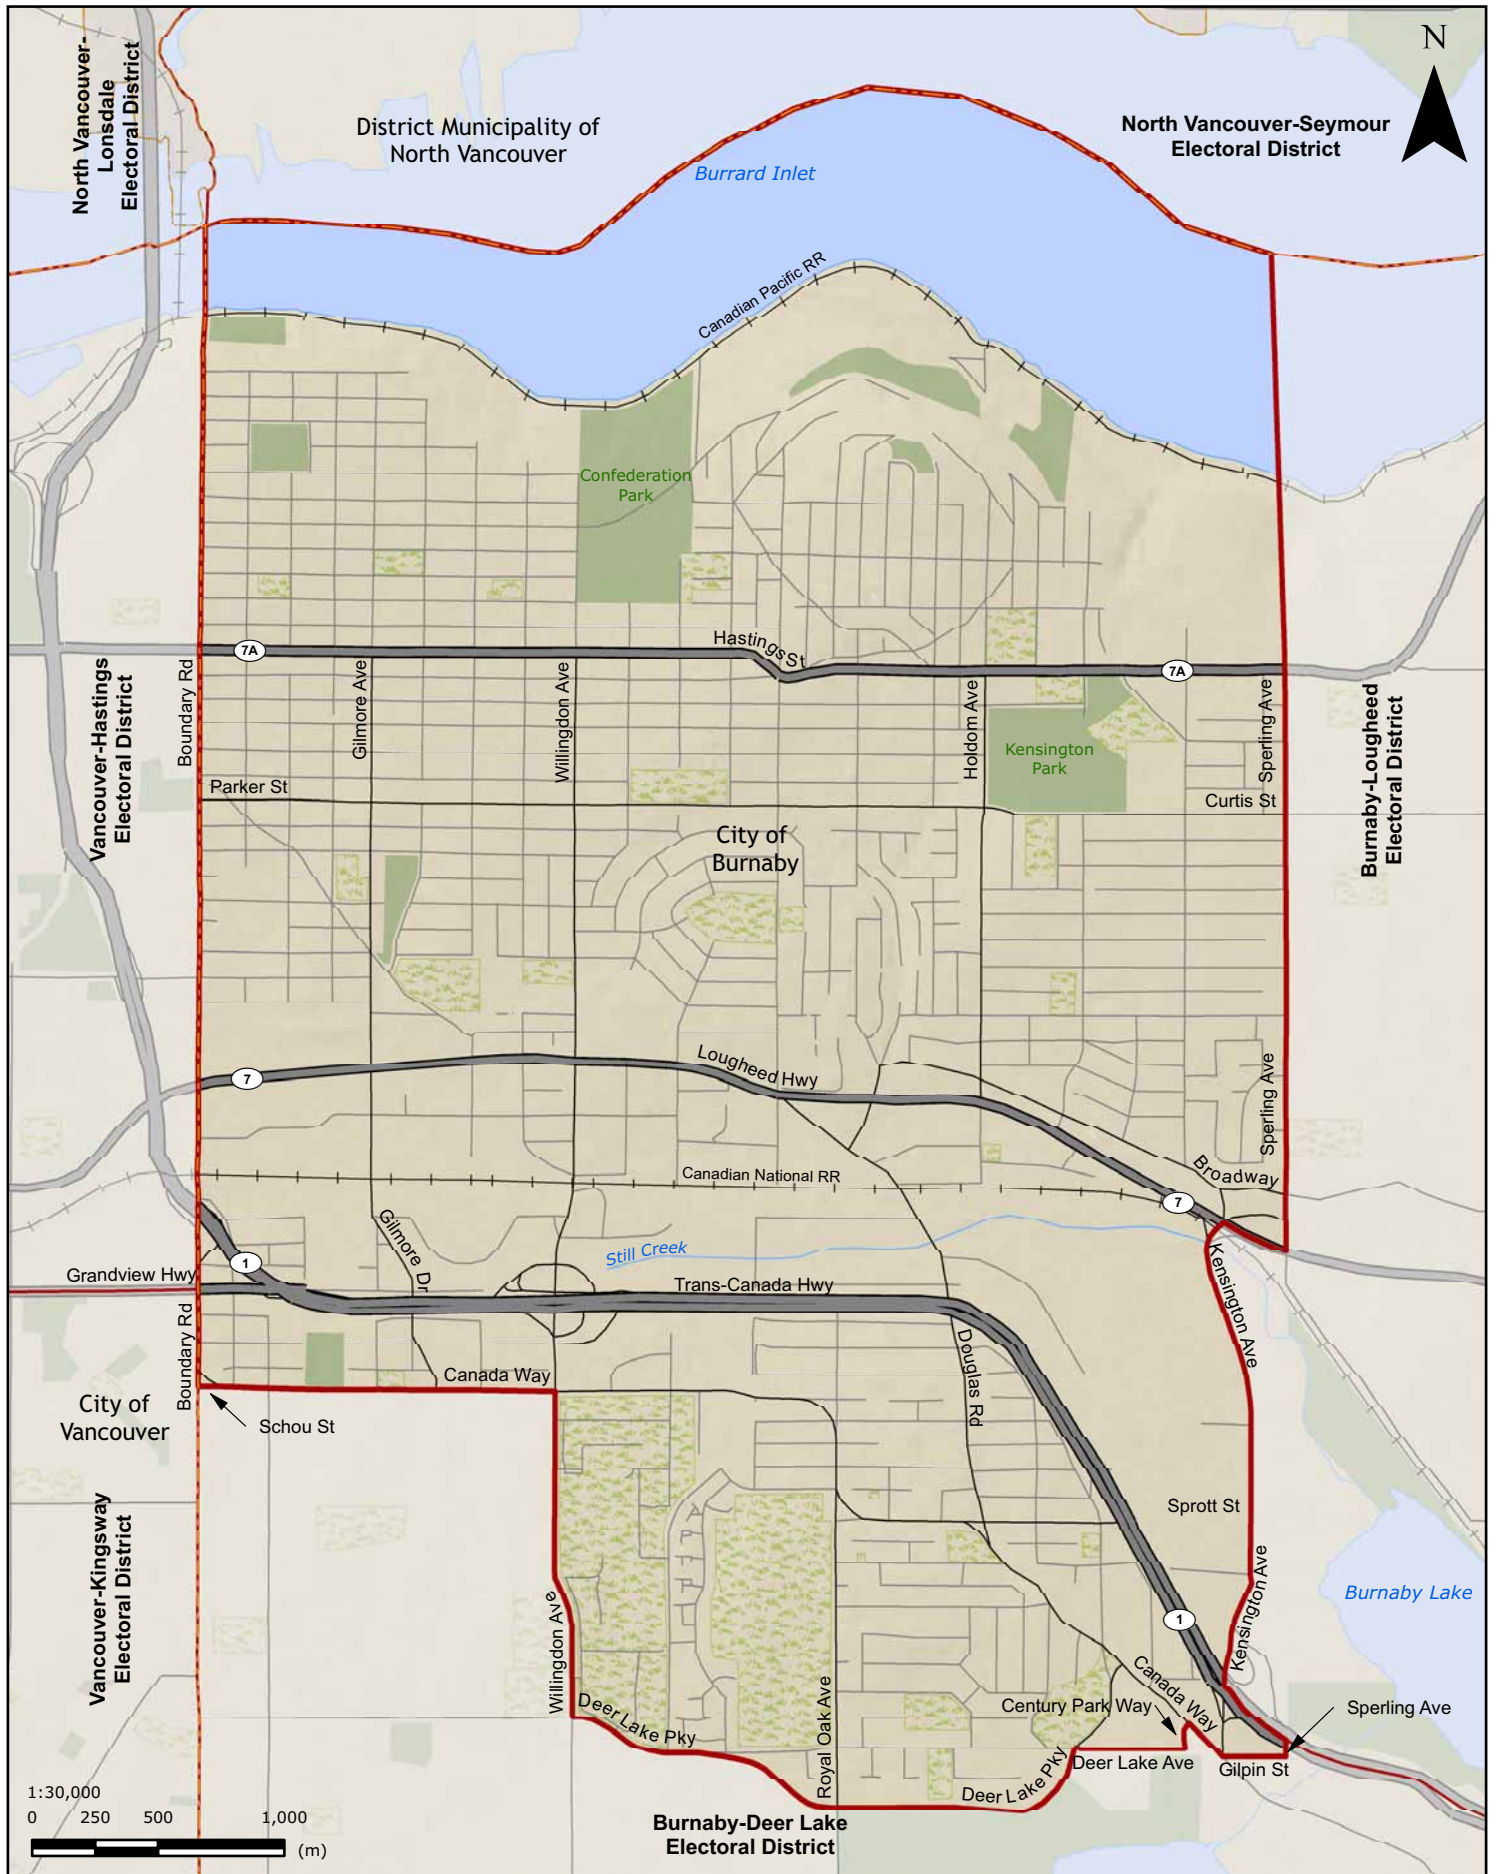 N
North Vancouver-
Lonsdale
Electoral District
District Municipality of
North Vancouver
North Vancouver-Seymour
Electoral District
Burrard Inlet
Canadian Pacific RR
Confederation
Park
7A
Hastings St
7A
Boundary Rd
Gilmore Ave
Willingdon Ave
Holdom Ave
Sperling Ave
Vancouver-Hastings
Electoral District
Kensington
Park
Burnaby-Lougheed
Electoral District
Parker St
Curtis St
City of
Burnaby
Lougheed Hwy
7
Sperling Ave
Broadway
Canadian National RR
7
Gilmore Dr
Still Creek
Kensington Ave
1
Grandview Hwy
Trans-Canada Hwy
Boundary Rd
Douglas Rd
Canada Way
City of
Vancouver
Schou St
Vancouver-Kingsway
Electoral District
Sprott St
Willingdon Ave
Kensington Ave
Burnaby Lake
1
Deer Lake Pky
Royal Oak Ave
Century Park Way
Canada Way
Sperling Ave
Deer Lake Ave
Gilpin St
Deer Lake Pky
Burnaby-Deer Lake
Electoral District
1:30,000
0 250 500 1,000
(m)